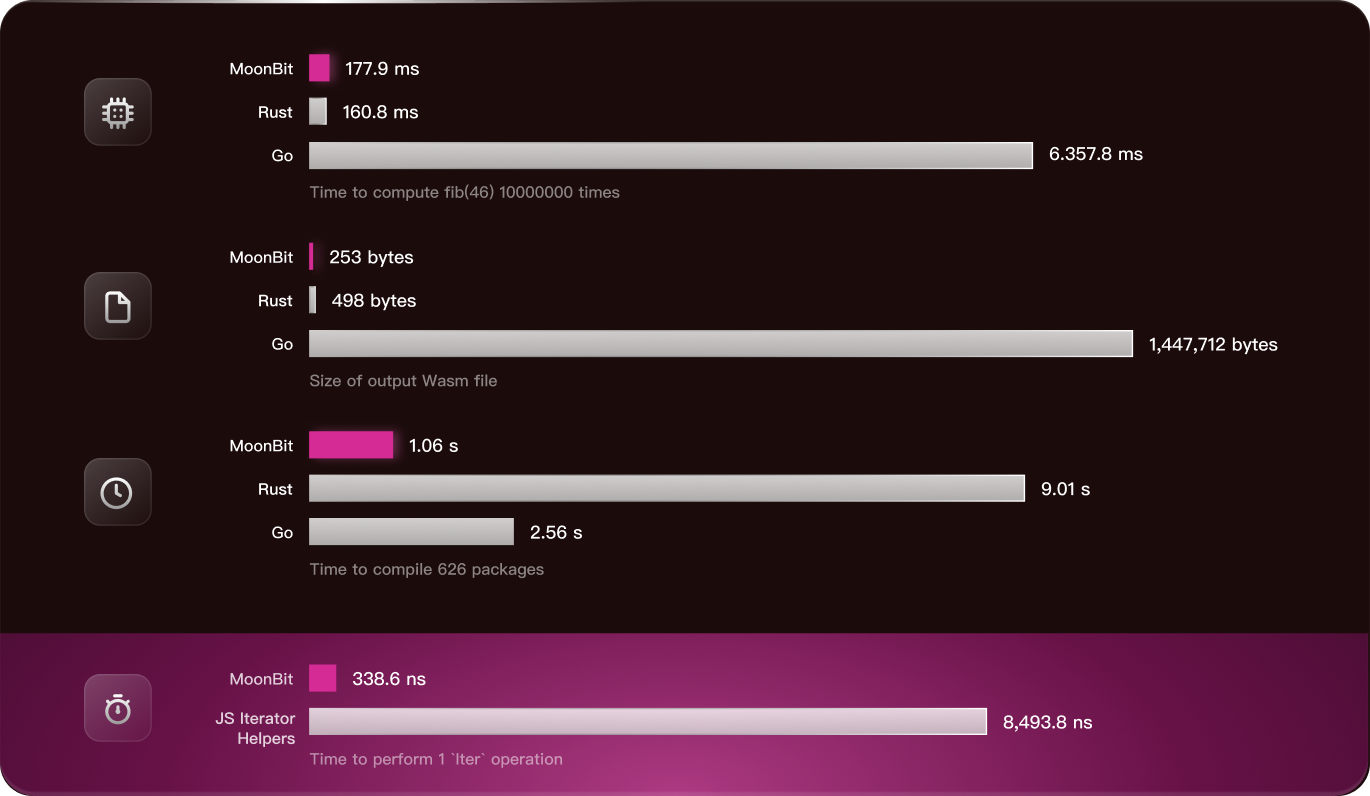 MoonBit 177.9 ms
Rust 160.8 ms
Go 6.357.8 ms
Time to compute fib(46) 10000000 times
MoonBit 253 bytes
Rust 498 bytes
Go 1,447,712 bytes
Size of output Wasm file
MoonBit 1.06 s
Rust 9.01 s
Go 2.56 s
Time to compile 626 packages
MoonBit 338.6 ns
JS Iterator
Helpers 8,493.8 ns
Time to perform 1 `Iter` operation